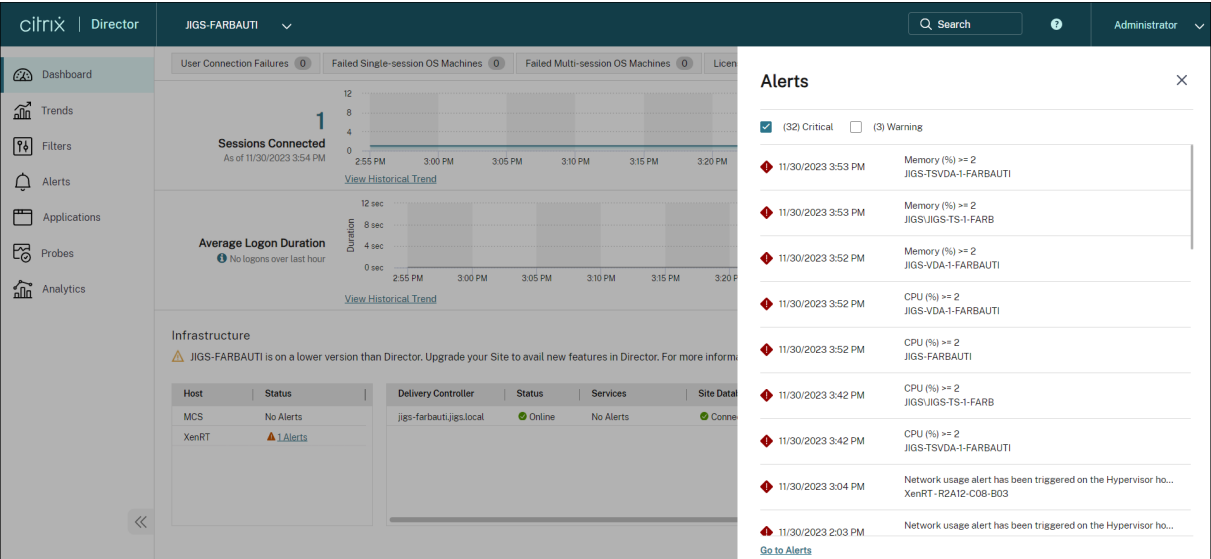 citrix | Director
JIGS-FARBAUTI
Search
?
Administrator
Dashboard
Trends
Filters
Alerts
Applications
Probes
Analytics
User Connection Failures 0
Failed Single-session OS Machines 0
Failed Multi-session OS Machines 0
Licen
1
Sessions Connected
As of 11/30/2023 3:54 PM
12
8
4
0
2:55 PM 3:00 PM 3:05 PM 3:10 PM 3:15 PM 3:20 PM
View Historical Trend
Average Logon Duration
No logons over last hour
Duration
12 sec
8 sec
4 sec
0 sec
2:55 PM 3:00 PM 3:05 PM 3:10 PM 3:15 PM 3:20 P
View Historical Trend
Infrastructure
JIGS-FARBAUTI is on a lower version than Director. Upgrade your Site to avail new features in Director. For more informa
Host Status
MCS No Alerts
XenRT 1 Alerts
Delivery Controller Status Services Site Datal
jigs-farbauti.jigs.local Online No Alerts Conne
Alerts
(32) Critical (3) Warning
11/30/2023 3:53 PM
Memory (%) >= 2
JIGS-TSVDA-1-FARBAUTI
11/30/2023 3:53 PM
Memory (%) >= 2
JIGS\JIGS-TS-1-FARB
11/30/2023 3:52 PM
Memory (%) >= 2
JIGS-VDA-1-FARBAUTI
11/30/2023 3:52 PM
CPU (%) >= 2
JIGS-VDA-1-FARBAUTI
11/30/2023 3:52 PM
CPU (%) >= 2
JIGS-FARBAUTI
11/30/2023 3:42 PM
CPU (%) >= 2
JIGS\JIGS-TS-1-FARB
11/30/2023 3:42 PM
CPU (%) >= 2
JIGS-TSVDA-1-FARBAUTI
11/30/2023 3:04 PM
Network usage alert has been triggered on the Hypervisor ho...
XenRT - R2A12-C08-B03
11/30/2023 2:03 PM
Network usage alert has been triggered on the Hypervisor ho...
Go to Alerts